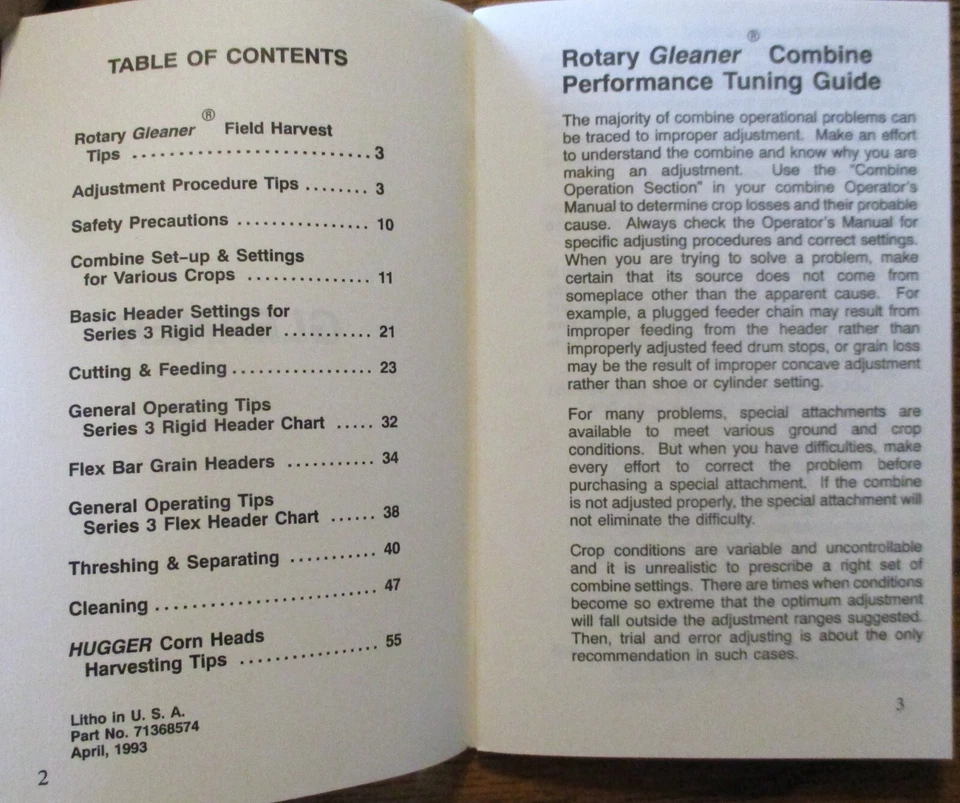 TABLE OF CONTENTS
Rotary Gleaner ® Field Harvest
Tips .......................... 3
Adjustment Procedure Tips ........ 3
Safety Precautions ................ 10
Combine Set-up & Settings
for Various Crops ............... 11
Basic Header Settings for
Series 3 Rigid Header ........... 21
Cutting & Feeding ................. 23
General Operating Tips
Series 3 Rigid Header Chart ..... 32
Flex Bar Grain Headers ........... 34
General Operating Tips
Series 3 Flex Header Chart ...... 38
Threshing & Separating ........... 40
Cleaning .......................... 47
HUGGER Corn Heads
Harvesting Tips ................. 55
Litho in U. S. A.
Part No. 71368574
April, 1993
2
Rotary Gleaner ® Combine
Performance Tuning Guide
The majority of combine operational problems can
be traced to improper adjustment. Make an effort
to understand the combine and know why you are
making an adjustment. Use the "Combine
Operation Section" in your combine Operator's
Manual to determine crop losses and their probable
cause. Always check the Operator's Manual for
specific adjusting procedures and correct settings.
When you are trying to solve a problem, make
certain that its source does not come from
someplace other than the apparent cause. For
example, a plugged feeder chain may result from
improper feeding from the header rather than
improperly adjusted feed drum stops, or grain loss
may be the result of improper concave adjustment
rather than shoe or cylinder setting.
For many problems, special attachments are
available to meet various ground and crop
conditions. But when you have difficulties, make
every effort to correct the problem before
purchasing a special attachment. If the combine
is not adjusted properly, the special attachment will
not eliminate the difficulty.
Crop conditions are variable and uncontrollable
and it is unrealistic to prescribe a right set of
combine settings. There are times when conditions
become so extreme that the optimum adjustment
will fall outside the adjustment ranges suggested.
Then, trial and error adjusting is about the only
recommendation in such cases.
3